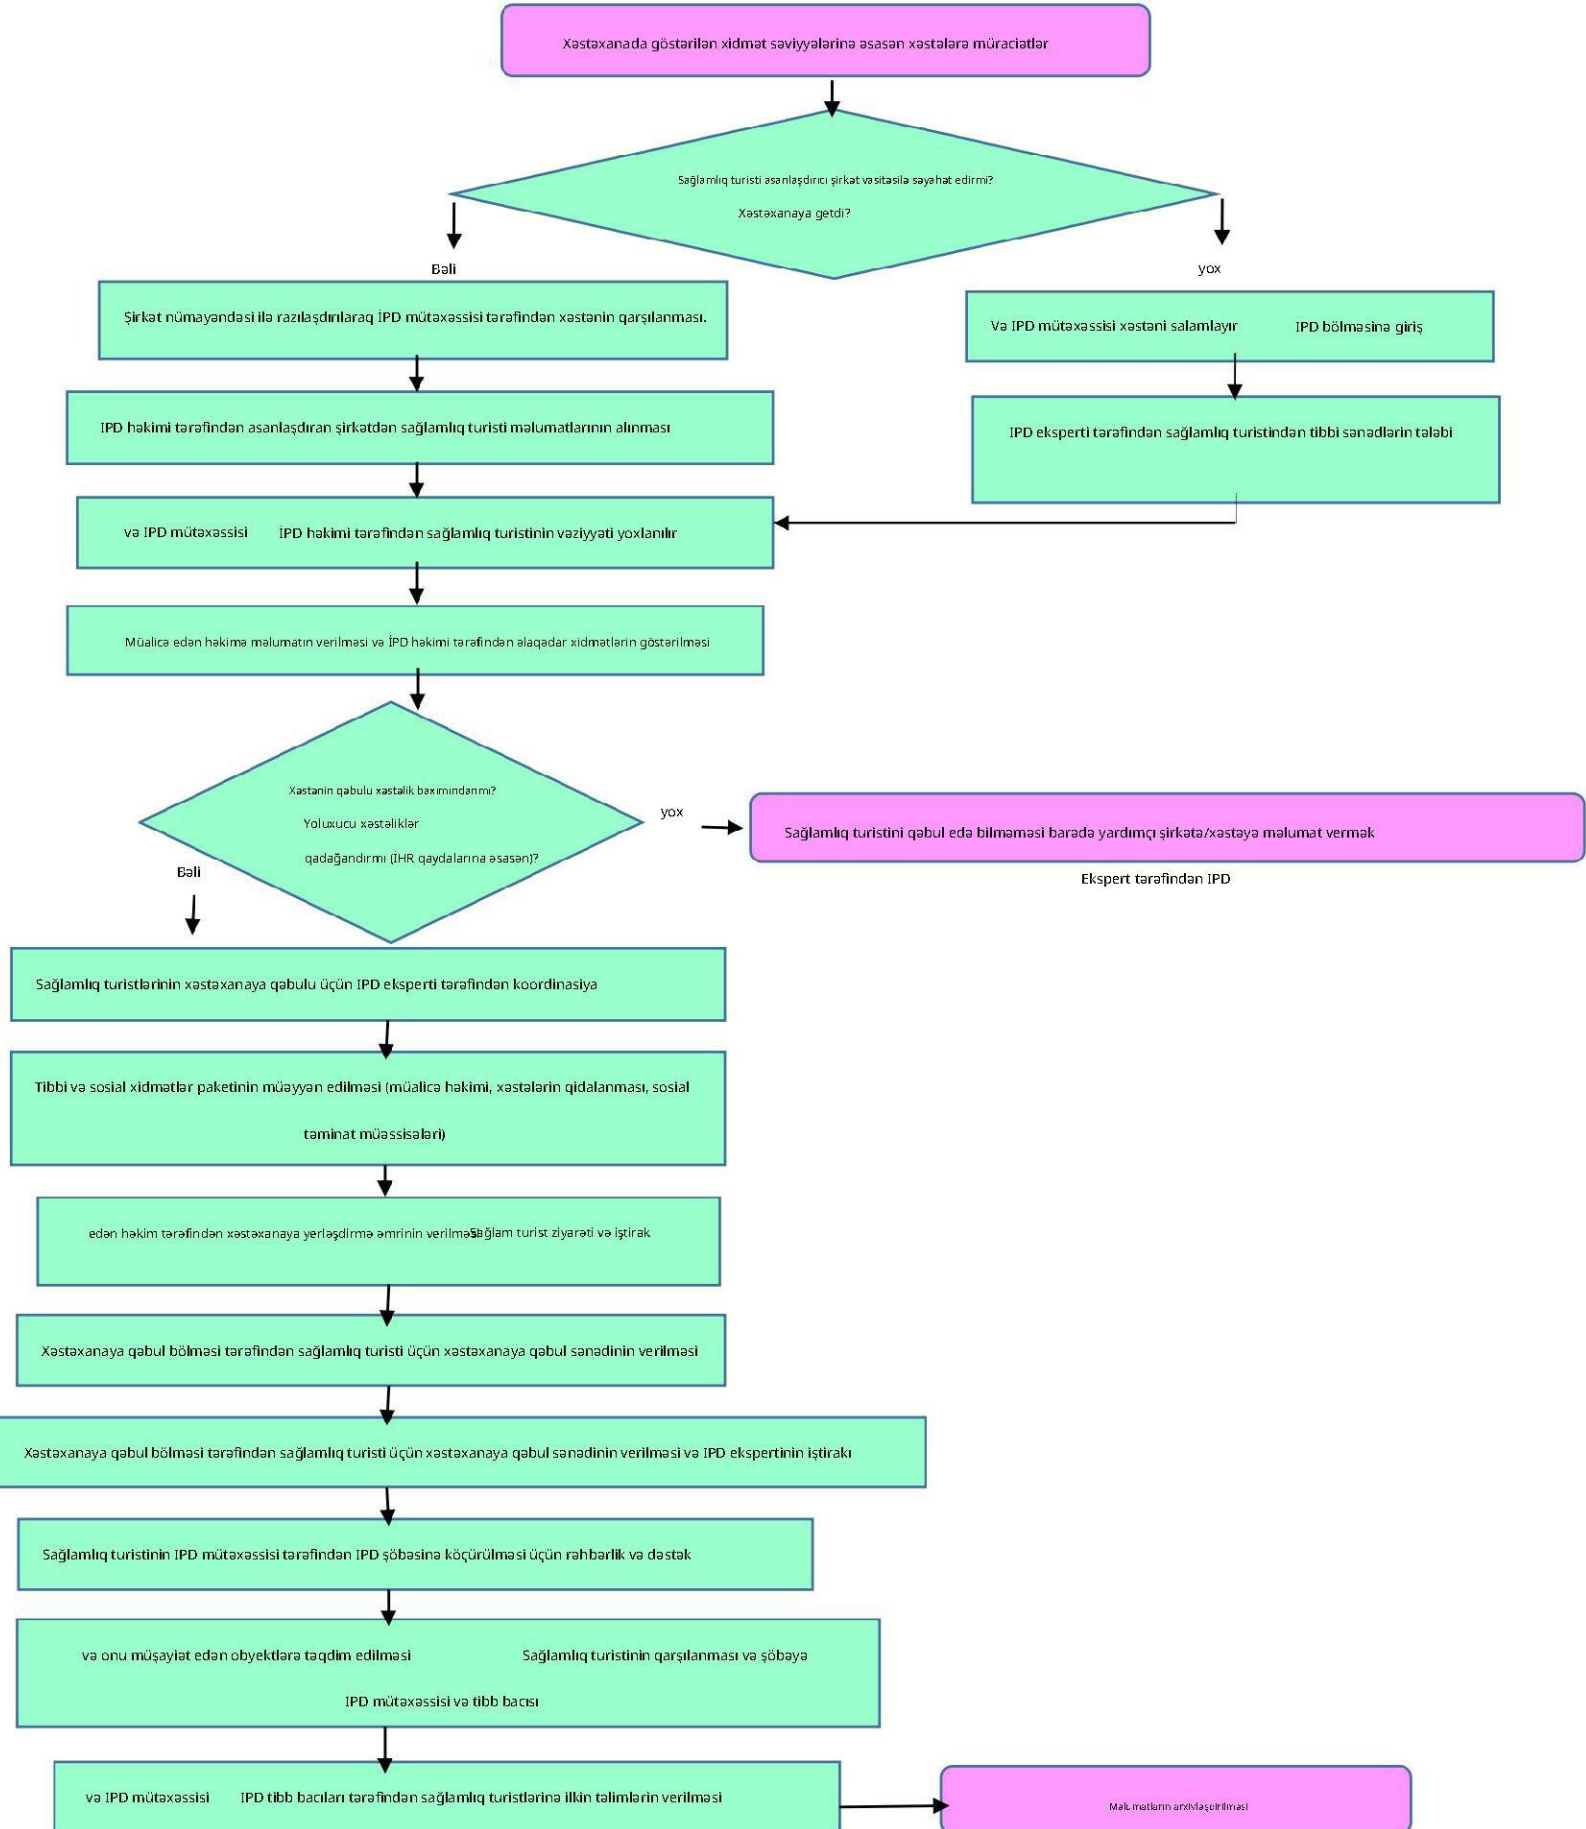 Xəstəxanada göstərilən xidmət səviyyələrinə əsasən xəstələrə müraciətlər
Sağlamlıq turisti asanlaşdırıcı şirkət vasitəsilə səyahət edirmi?
Xəstəxanaya getdi?
Bəli
yox
Şirkət nümayəndəsi ilə razılaşdırılaraq İPD mütəxəssisi tərəfindən xəstənin qarşılanması.
Və IPD mütəxəssisi xəstəni salamlayır IPD bölməsinə giriş
IPD həkimi tərəfindən asanlaşdıran şirkətdən sağlamlıq turisti məlumatlarının alınması
IPD eksperti tərəfindən sağlamlıq turistindən tibbi sənədlərin tələbi
və IPD mütəxəssisi İPD həkimi tərəfindən sağlamlıq turistinin vəziyyəti yoxlanılır
Müalicə edən həkimə məlumatın verilməsi və İPD həkimi tərəfindən əlaqədar xidmətlərin göstərilməsi
Xəstənin qəbulu xəstəlik baxımındanmı?
Yoluxucu xəstəliklər
qadağandırmı (İHR qaydalarına əsasən)?
yox
Bəli
Sağlamlıq turistini qəbul edə bilməməsi barədə yardımçı şirkətə/xəstəyə məlumat vermək
Ekspert tərəfindən IPD
Sağlamlıq turistlərinin xəstəxanaya qəbulu üçün IPD eksperti tərəfindən koordinasiya
Tibbi və sosial xidmətlər paketinin müəyyən edilməsi (müalicə həkimi, xəstələrin qidalanması, sosial
təminat müəssisələri)
edən həkim tərəfindən xəstəxanaya yerləşdirmə əmrinin verilməsi Sağlam turist ziyarəti və iştirak
Xəstəxanaya qəbul bölməsi tərəfindən sağlamlıq turisti üçün xəstəxanaya qəbul sənədinin verilməsi
Xəstəxanaya qəbul bölməsi tərəfindən sağlamlıq turisti üçün xəstəxanaya qəbul sənədinin verilməsi və IPD ekspertinin iştirakı
Sağlamlıq turistinin IPD mütəxəssisi tərəfindən IPD şöbəsinə köçürülməsi üçün rəhbərlik və dəstək
və onu müşayiət edən obyektlərə təqdim edilməsi Sağlamlıq turistinin qarşılanması və şöbəyə
IPD mütəxəssisi və tibb bacısı
və IPD mütəxəssisi IPD tibb bacıları tərəfindən sağlamlıq turistlərinə ilkin təlimlərin verilməsi
Məlumatların arxivləşdirilməsi